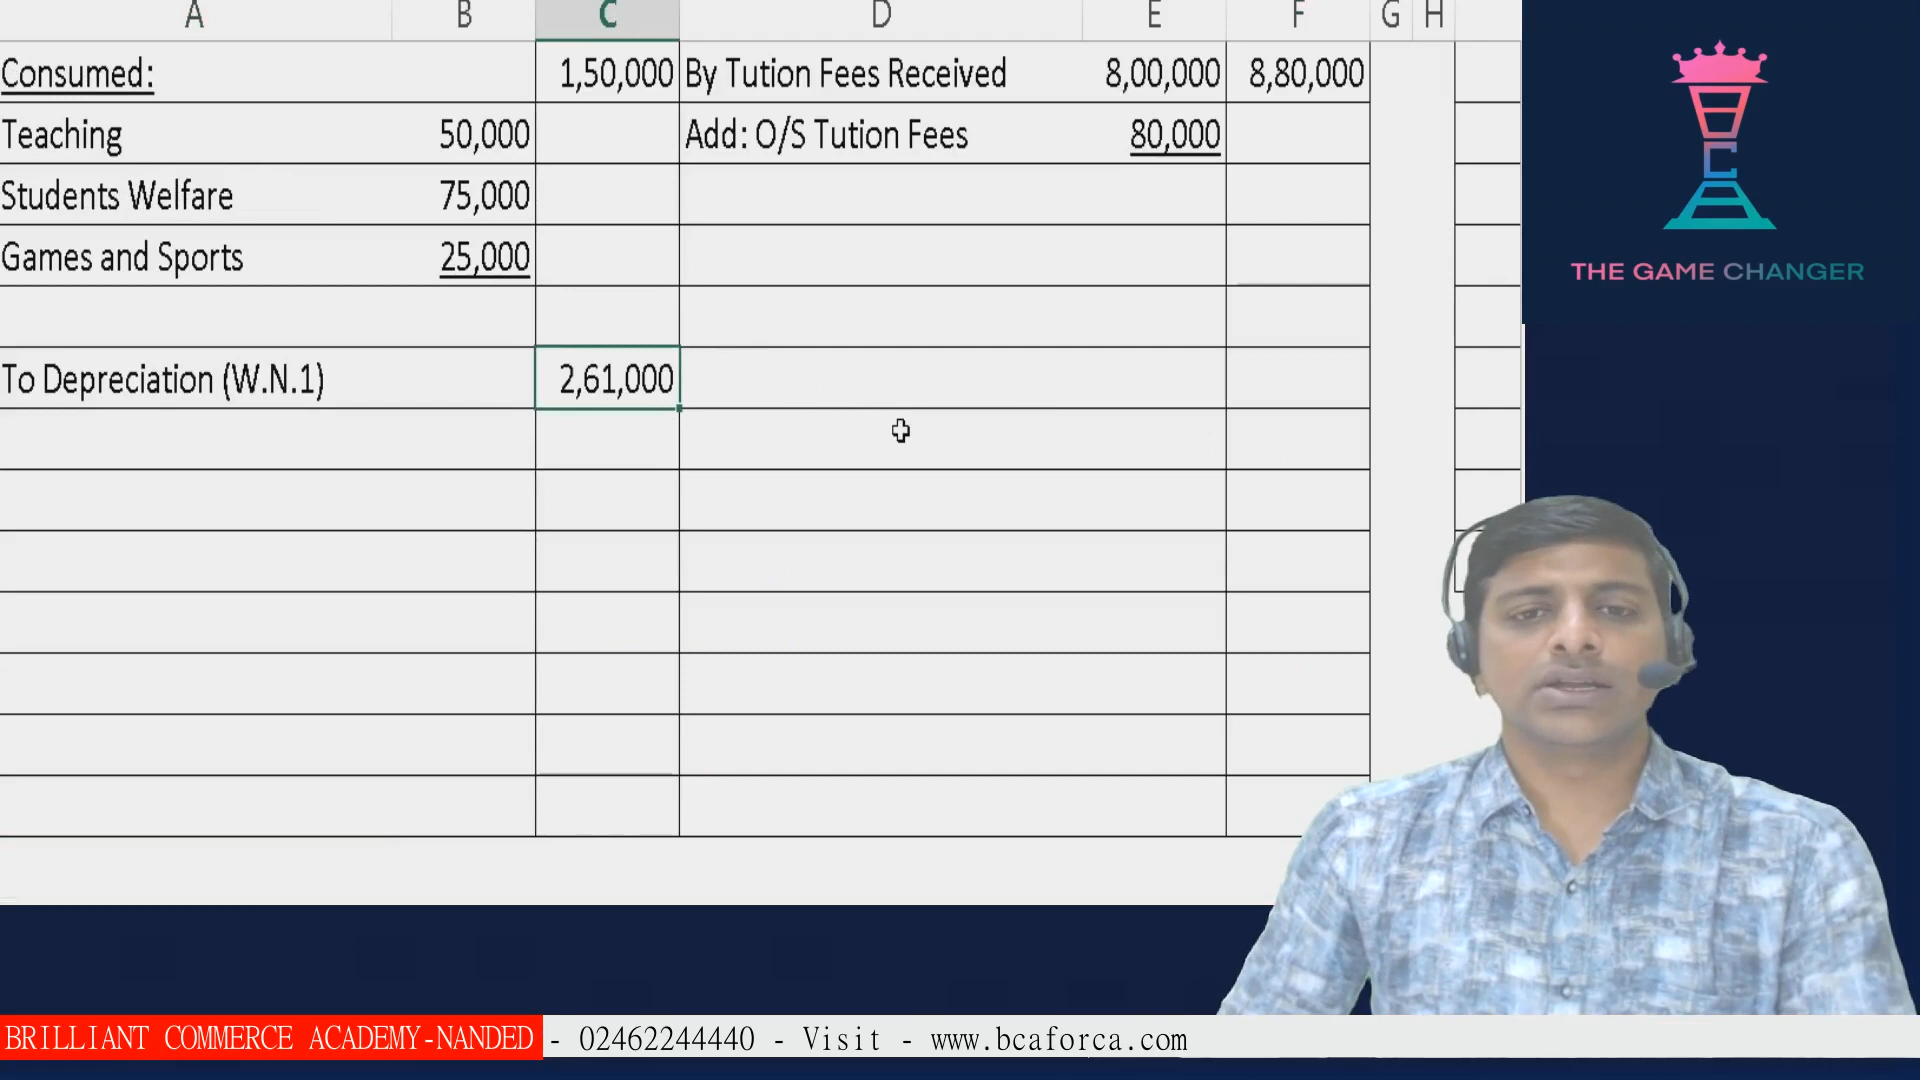 A B C D E F G H
Consumed: 1,50,000 By Tution Fees Received 8,00,000 8,80,000
Teaching 50,000 Add: O/S Tution Fees 80,000
Students Welfare 75,000
Games and Sports 25,000
To Depreciation (W.N.1) 2,61,000
THE GAME CHANGER
BRILLIANT COMMERCE ACADEMY-NANDED - 02462244440 - Visit - www.bcaforca.com